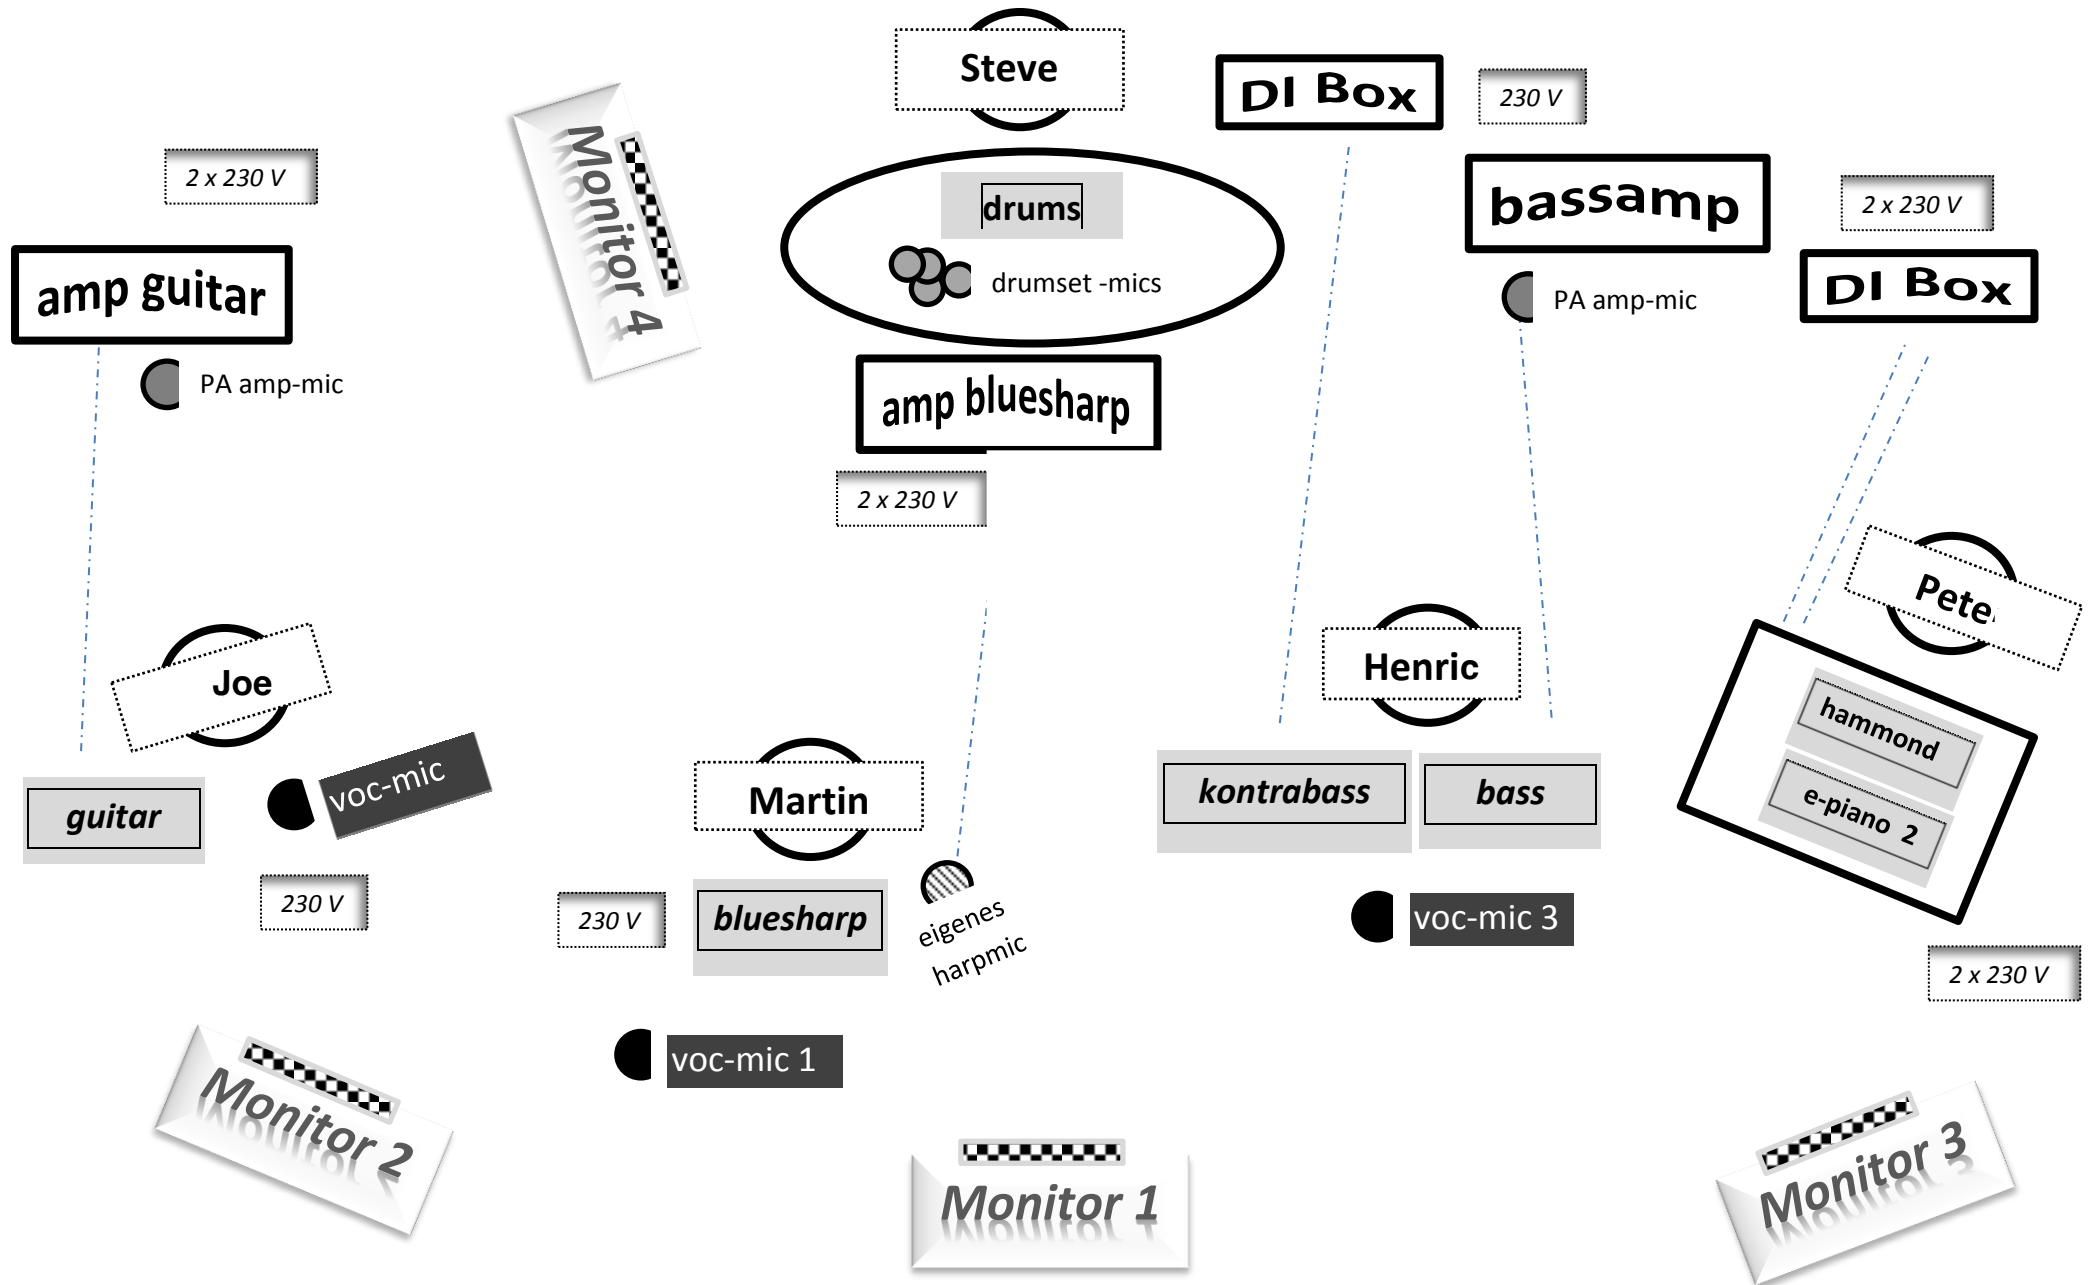 Steve
DI Box
230 V
2 x 230 V
Monitor 4
drums
bassamp
2 x 230 V
amp guitar
drumset -mics
PA amp-mic
DI Box
PA amp-mic
amp bluesharp
2 x 230 V
Pete
Joe
Henric
hammond
voc-mic
Martin
kontrabass
bass
e-piano 2
guitar
230 V
230 V
bluesharp
eigenes
harpmic
voc-mic 3
2 x 230 V
voc-mic 1
Monitor 2
Monitor 1
Monitor 3